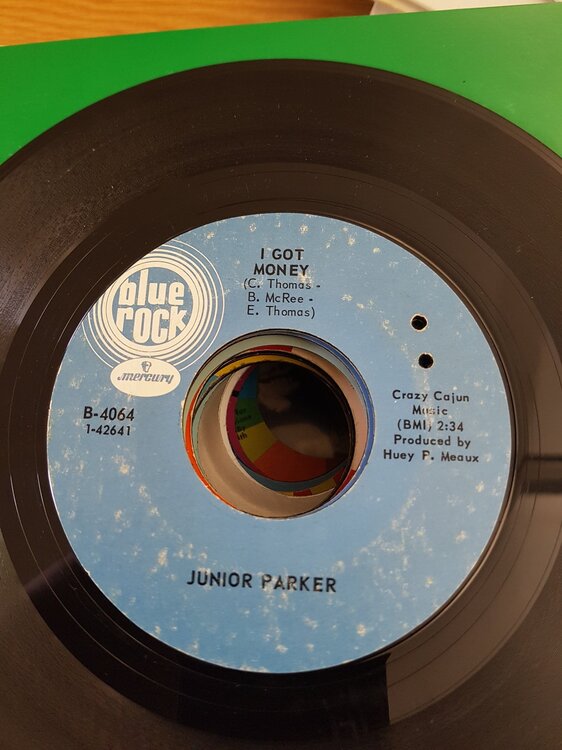 I GOT
MONEY
(C. Thomas -
B. McRee -
E. Thomas)
blue
rock
mercury
B-4064
1-42641
Crazy Cajun
Music
(BMI) 2:34
Produced by
Huey P. Meaux
JUNIOR PARKER